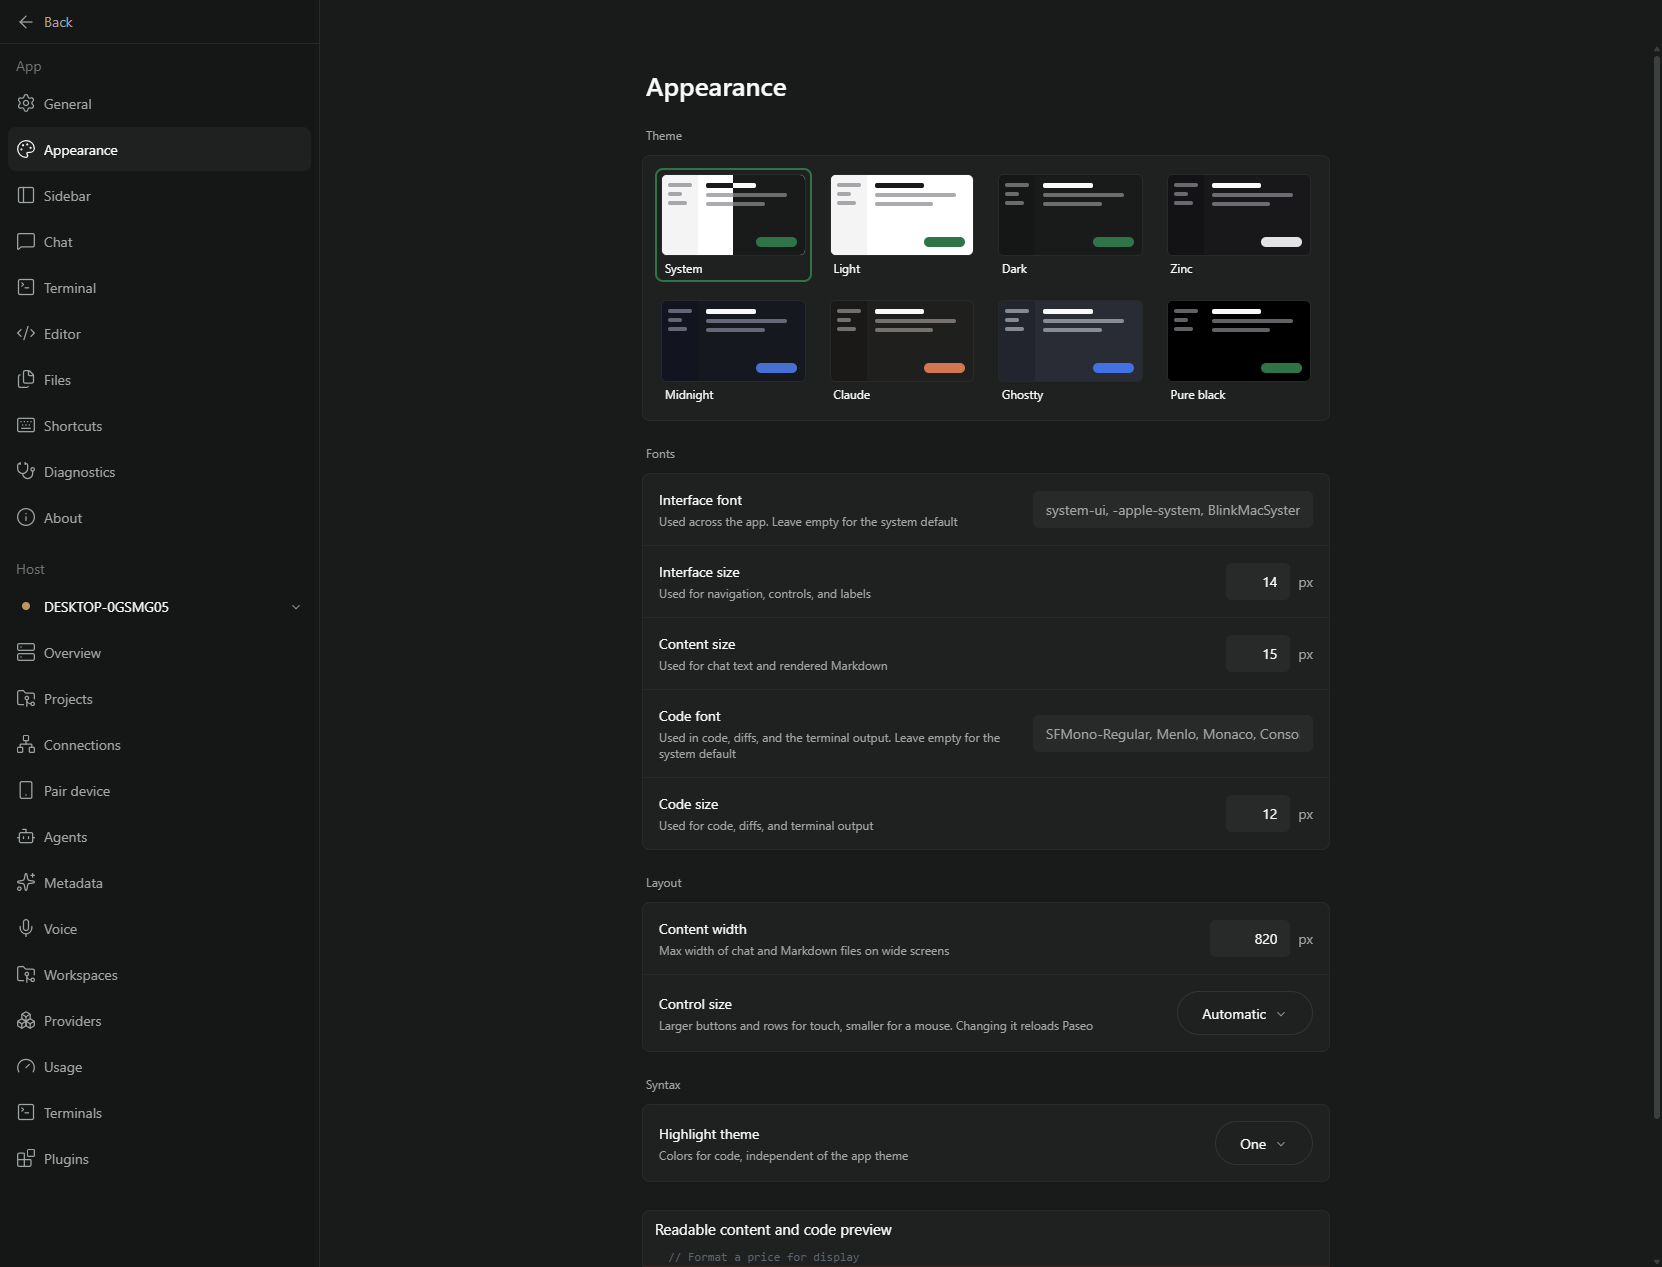 Back
App
General
Appearance
Sidebar
Chat
Terminal
Editor
Files
Shortcuts
Diagnostics
About
Host
DESKTOP-0GSMG05
Overview
Projects
Connections
Pair device
Agents
Metadata
Voice
Workspaces
Providers
Usage
Terminals
Plugins
Appearance
Theme
System
Light
Dark
Zinc
Midnight
Claude
Ghostty
Pure black
Fonts
Interface font
Used across the app. Leave empty for the system default
system-ui, -apple-system, BlinkMacSyster
Interface size
Used for navigation, controls, and labels
14 px
Content size
Used for chat text and rendered Markdown
15 px
Code font
Used in code, diffs, and the terminal output. Leave empty for the
system default
SFMono-Regular, Menlo, Monaco, Conso
Code size
Used for code, diffs, and terminal output
12 px
Layout
Content width
Max width of chat and Markdown files on wide screens
820 px
Control size
Larger buttons and rows for touch, smaller for a mouse. Changing it reloads Paseo
Automatic
Syntax
Highlight theme
Colors for code, independent of the app theme
One
Readable content and code preview
// Format a price for display